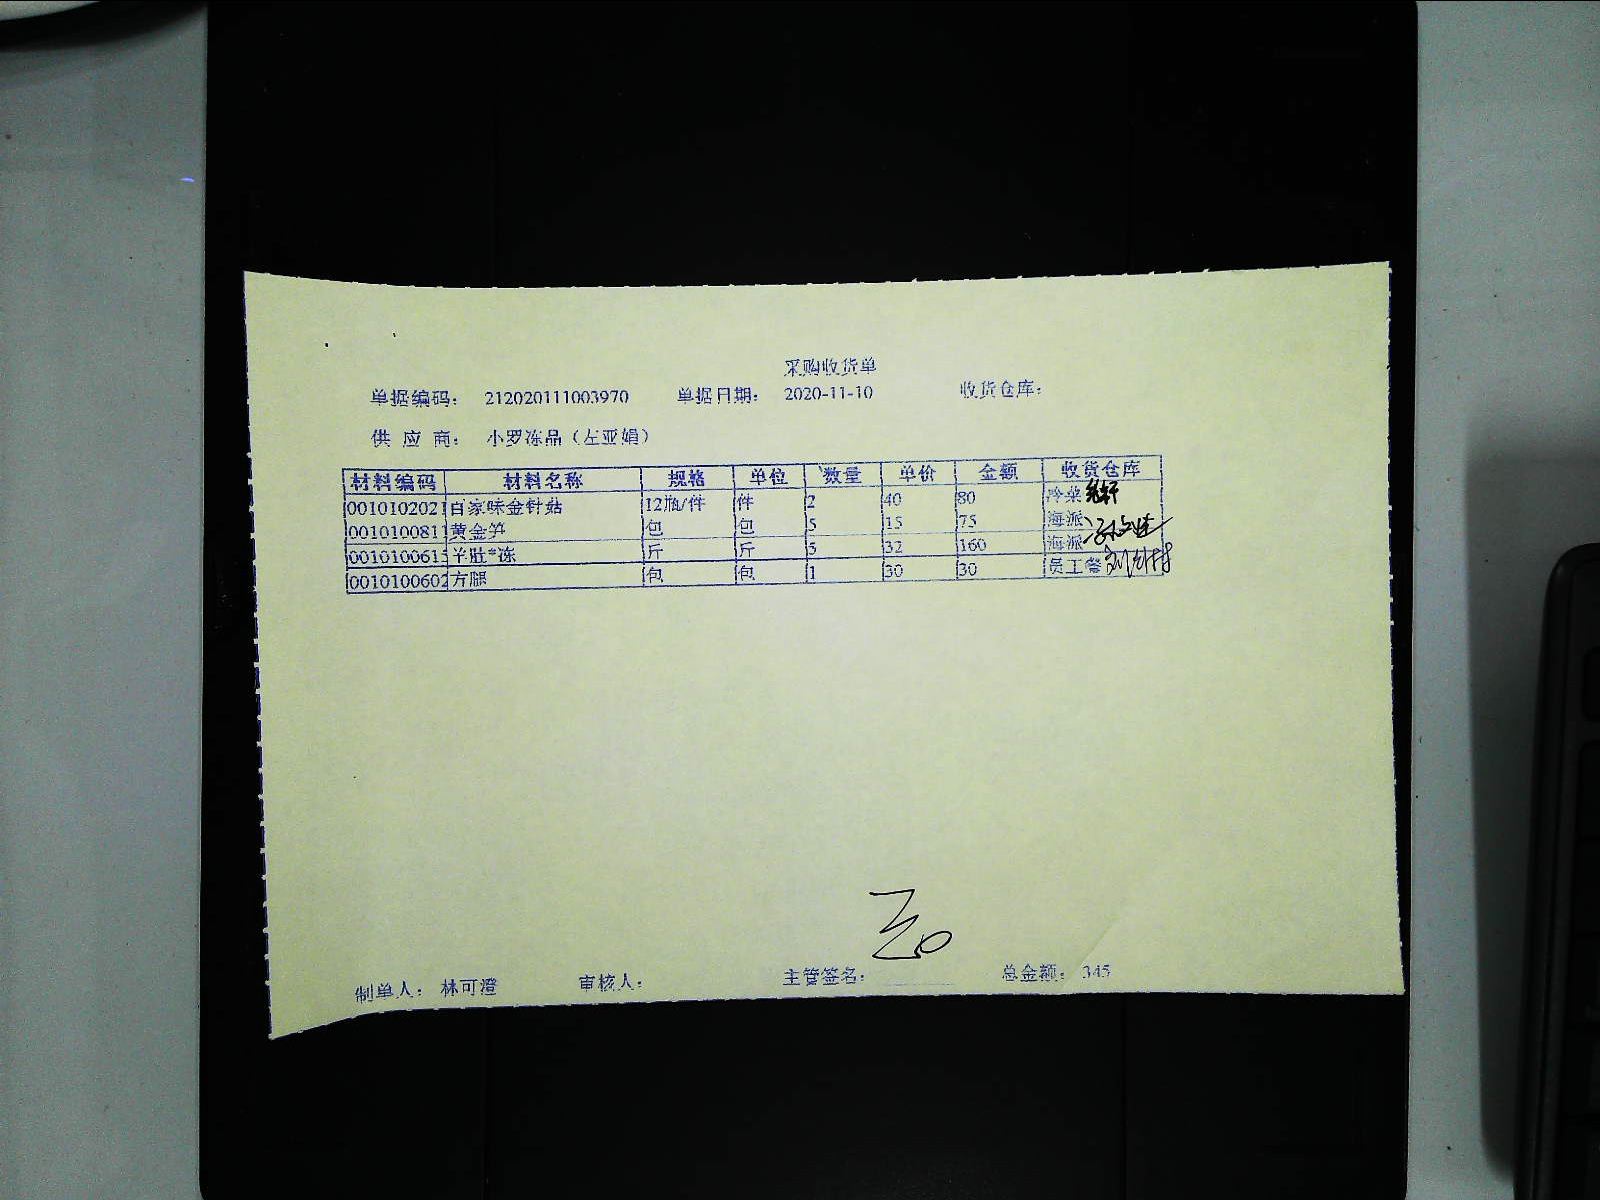 采购收货单
单据编码： 212020111003970 单据日期： 2020-11-10 收货仓库：
供 应 商： 小罗冻品（左亚娟）
材料编码 材料名称 规格 单位 数量 单价 金额 收货仓库
0010102021 百家味金针菇 12瓶/件 件 2 40 80 冷菜
0010100811 黄金笋 包 包 5 15 75 海派
001010061 羊肚*冻 斤 斤 5 32 160 海派
0010100602 方腿 包 包 1 30 30 员工餐
制单人： 林可澄 审核人： 主管签名： 总金额： 345